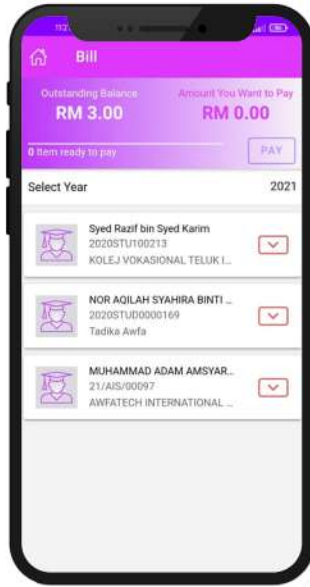 Bill
Outstanding Balance
RM 3.00
Amount You Want to Pay
RM 0.00
0 Item ready to pay
PAY
Select Year
2021
Syed Razif bin Syed Karim
2020STU100213
KOLEJ VOKASIONAL TELUK I...
NOR AQILAH SYAHIRA BINTI ...
2020STUD0000169
Tadika Awfa
MUHAMMAD ADAM AMSYAR...
21/AIS/00097
AWFATECH INTERNATIONAL ...